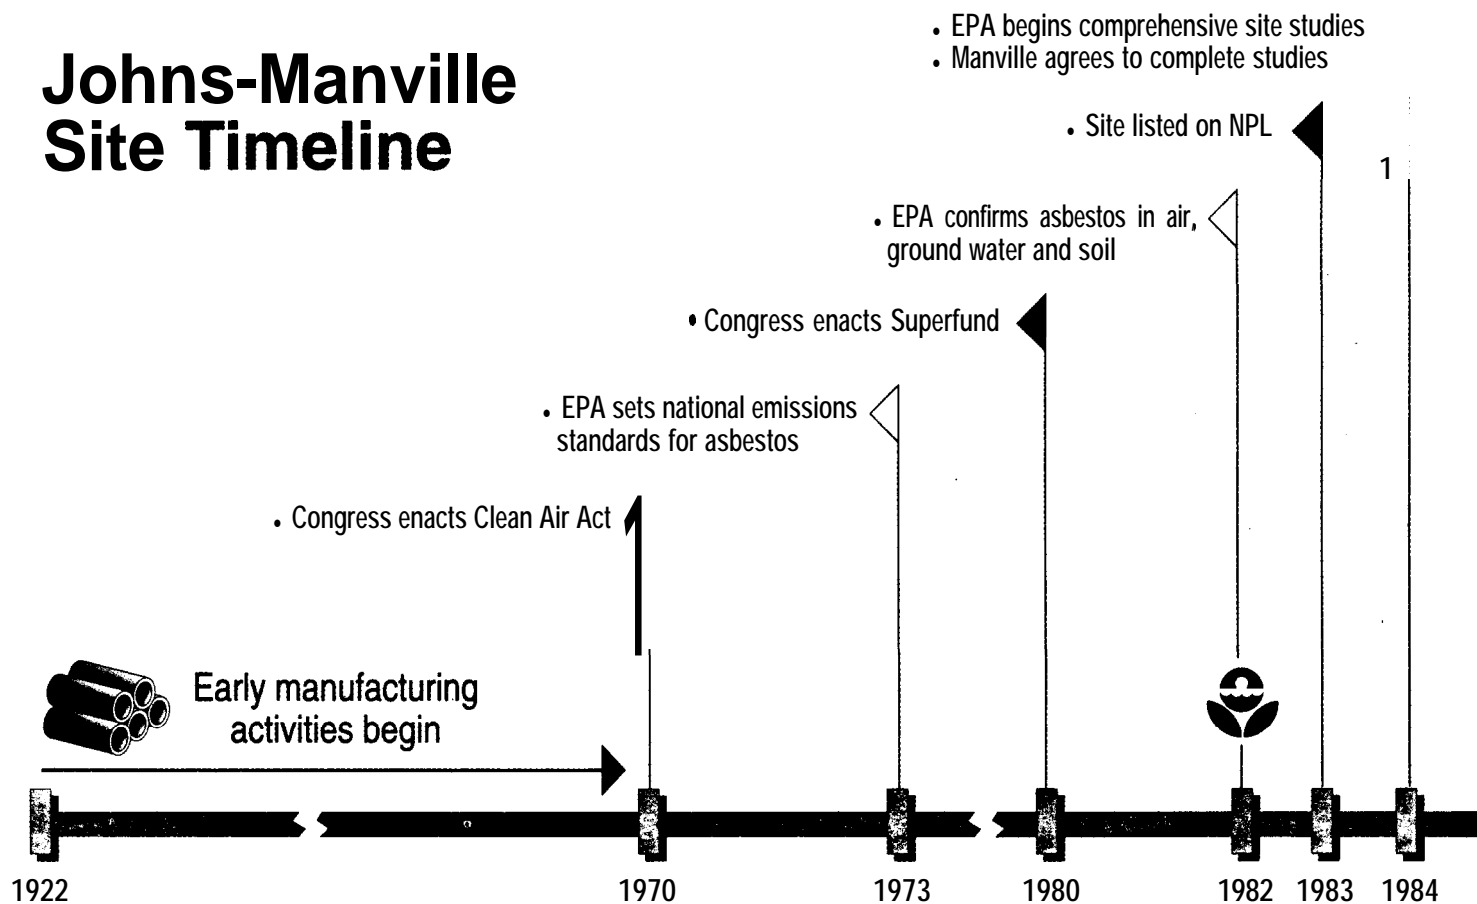 Johns-Manville
Site Timeline
• EPA begins comprehensive site studies
• Manville agrees to complete studies
• Site listed on NPL
1
• EPA confirms asbestos in air,
ground water and soil
• Congress enacts Superfund
• EPA sets national emissions
standards for asbestos
• Congress enacts Clean Air Act
Early manufacturing
activities begin
1922
1970
1973
1980
1982
1983
1984